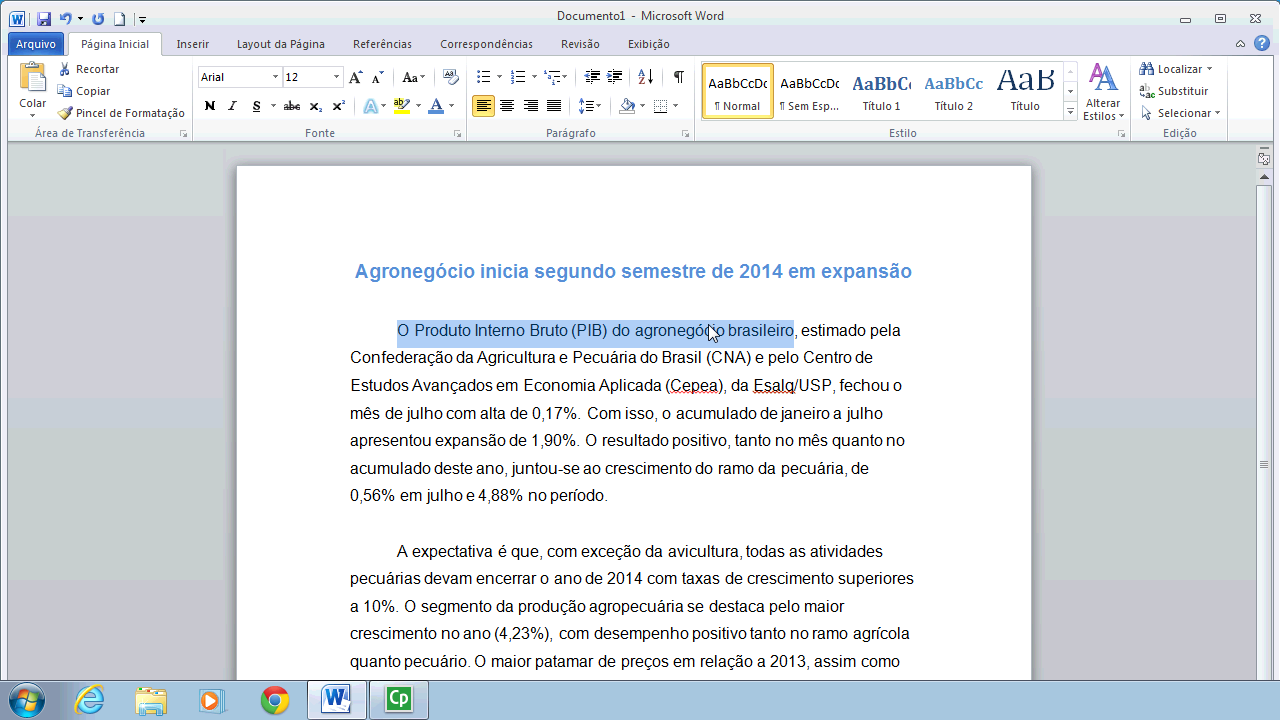 Documento1 - Microsoft Word
Arquivo Página Inicial Inserir Layout da Página Referências Correspondências Revisão Exibição
Colar
Recortar
Copiar
Pincel de Formatação
Área de Transferência
Arial 12
Fonte
Parágrafo
AaBbCcDc AaBbCcDc AaBbCc AaBbCc AaB
¶ Normal ¶ Sem Esp... Título 1 Título 2 Título
Alterar Estilos
Estilo
Localizar
Substituir
Selecionar
Edição
Agronegócio inicia segundo semestre de 2014 em expansão
O Produto Interno Bruto (PIB) do agronegócio brasileiro, estimado pela
Confederação da Agricultura e Pecuária do Brasil (CNA) e pelo Centro de
Estudos Avançados em Economia Aplicada (Cepea), da Esalq/USP, fechou o
mês de julho com alta de 0,17%. Com isso, o acumulado de janeiro a julho
apresentou expansão de 1,90%. O resultado positivo, tanto no mês quanto no
acumulado deste ano, juntou-se ao crescimento do ramo da pecuária, de
0,56% em julho e 4,88% no período.
A expectativa é que, com exceção da avicultura, todas as atividades
pecuárias devam encerrar o ano de 2014 com taxas de crescimento superiores
a 10%. O segmento da produção agropecuária se destaca pelo maior
crescimento no ano (4,23%), com desempenho positivo tanto no ramo agrícola
quanto pecuário. O maior patamar de preços em relação a 2013, assim como